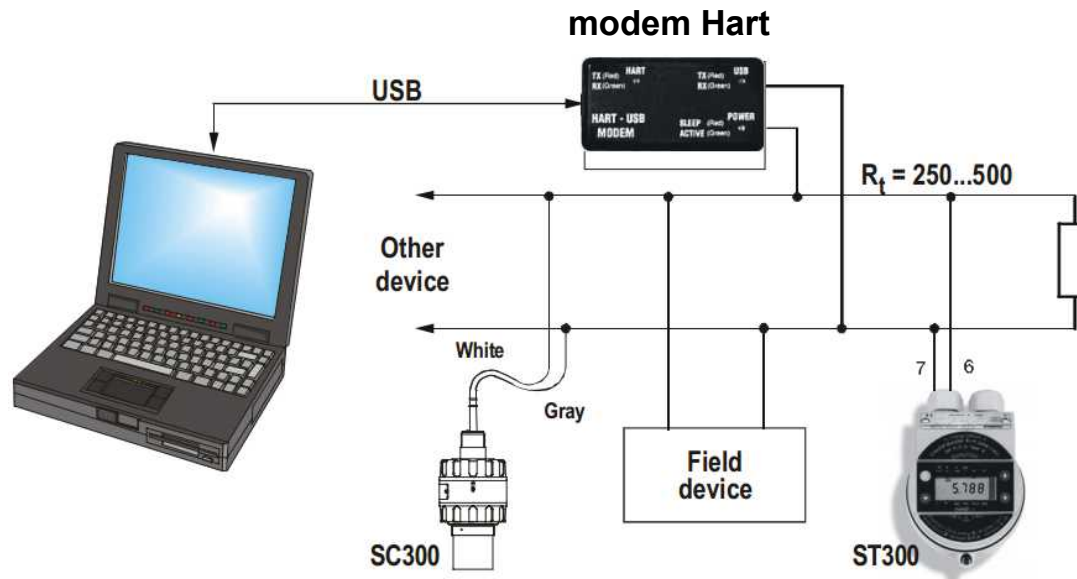 modem Hart
USB
TX (Red) HART
RX (Green)
TX (Red) USB
RX (Green)
HART - USB
MODEM
SLEEP (Red) POWER
ACTIVE (Green)
Rt = 250...500
Other
device
White
Gray
7 6
Field
device
5.788
SC300
ST300